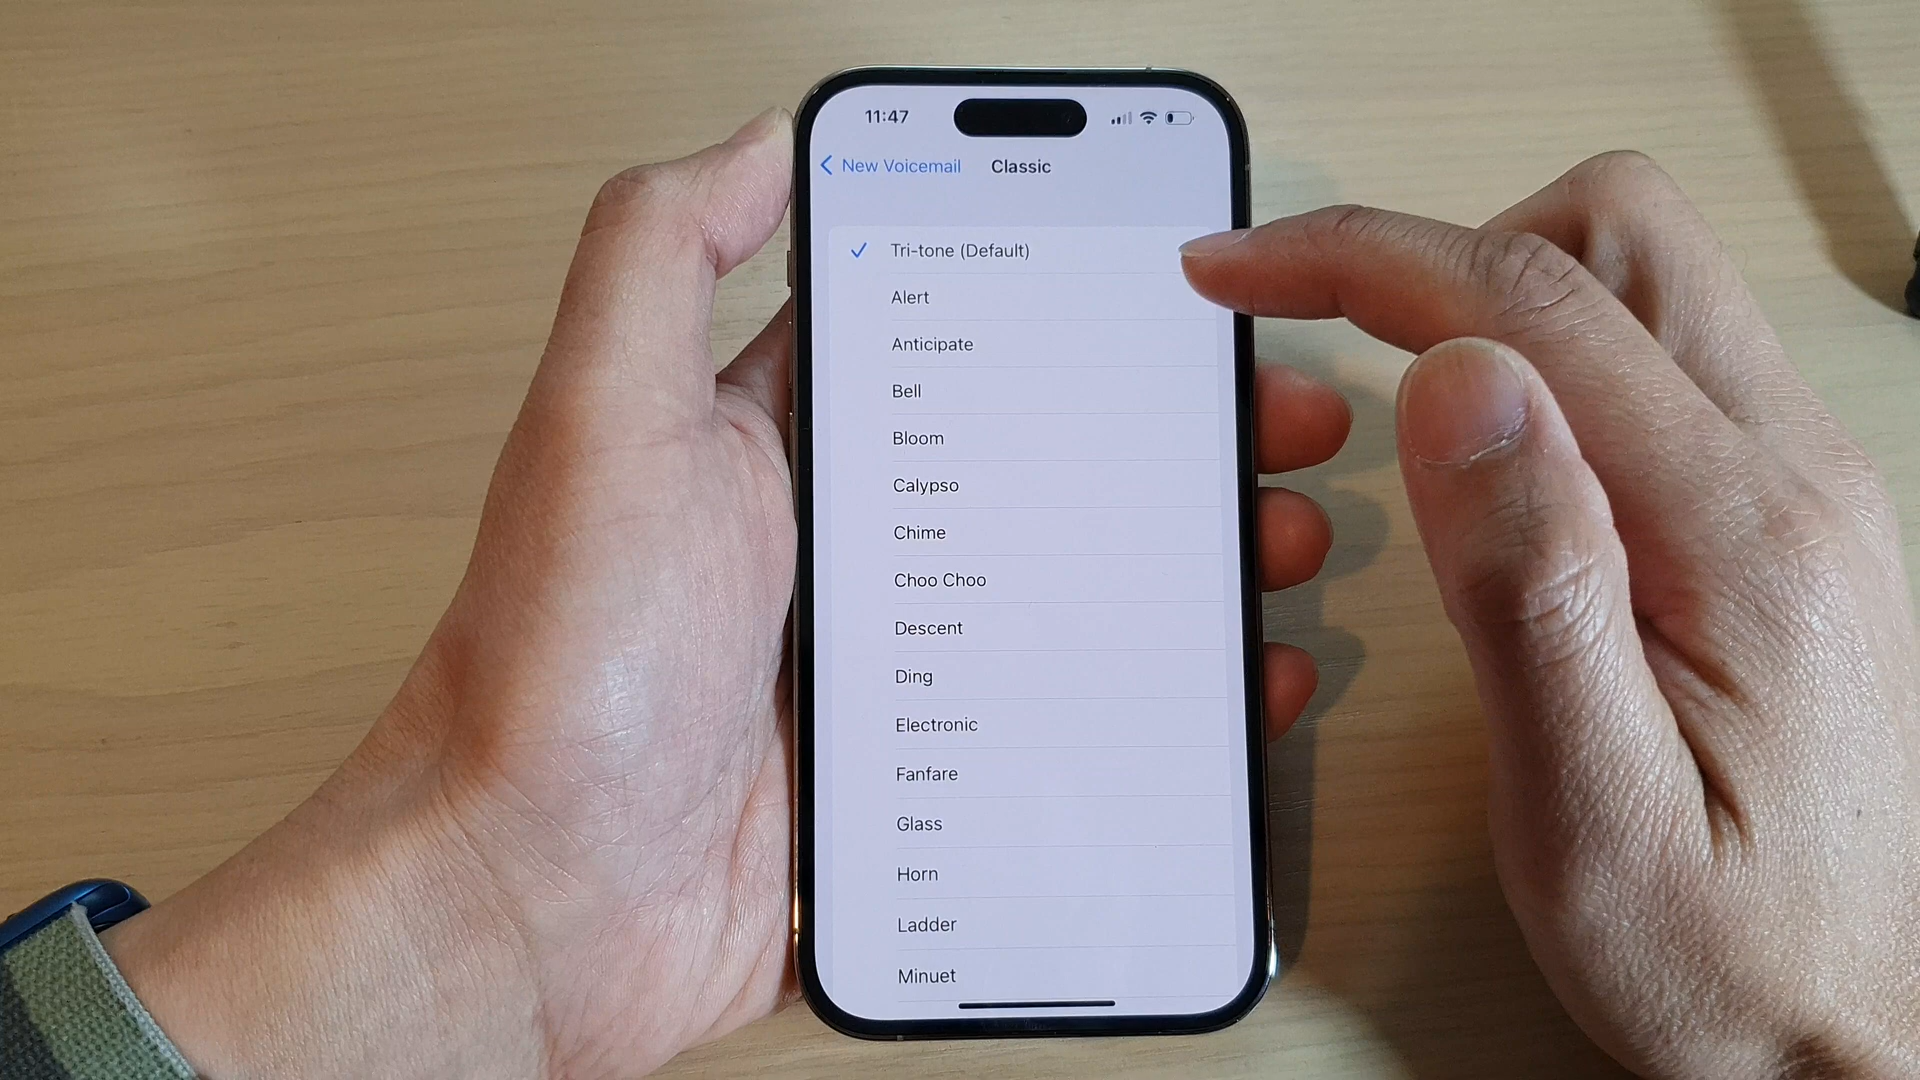 11:47
New Voicemail
Classic
Tri-tone (Default)
Alert
Anticipate
Bell
Bloom
Calypso
Chime
Choo Choo
Descent
Ding
Electronic
Fanfare
Glass
Horn
Ladder
Minuet